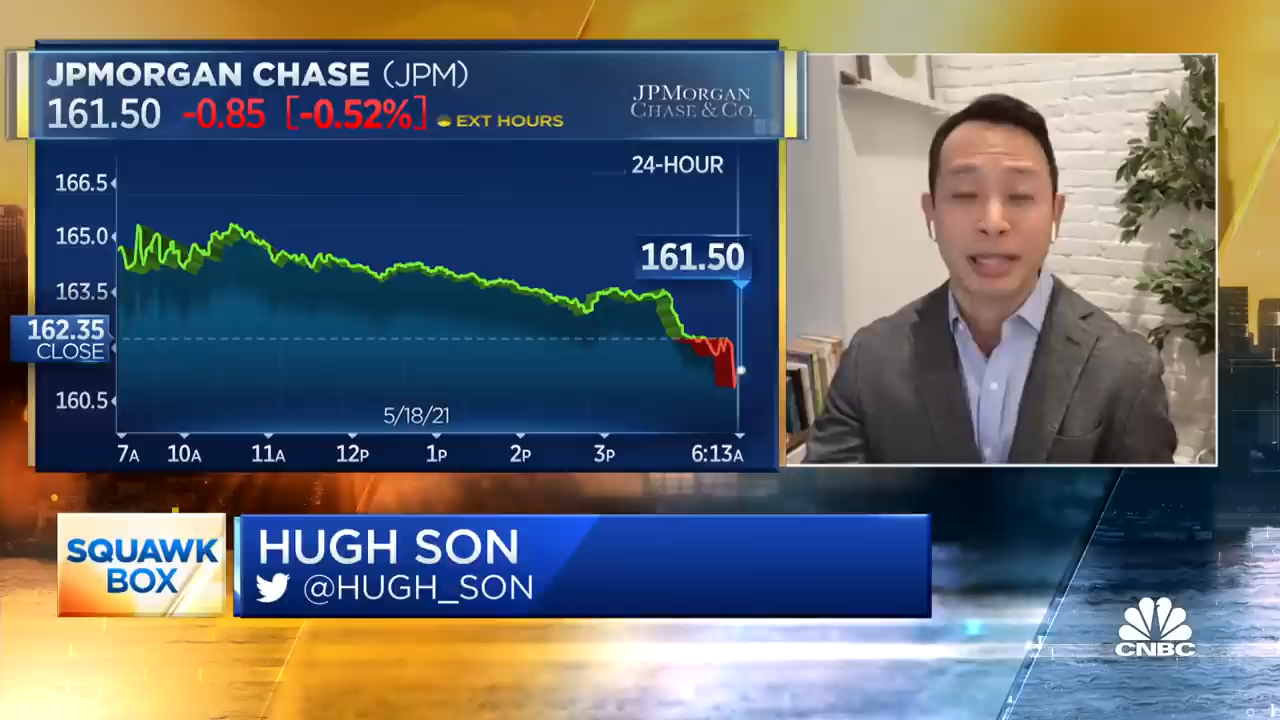 JPMORGAN CHASE (JPM)
161.50 -0.85 [-0.52%] EXT HOURS
JPMORGAN
CHASE & CO.
24-HOUR
166.5
165.0
161.50
163.5
162.35
CLOSE
160.5
5/18/21
7A 10A 11A 12P 1P 2P 3P 6:13A
SQUAWK
BOX
HUGH SON
@HUGH_SON
CNBC